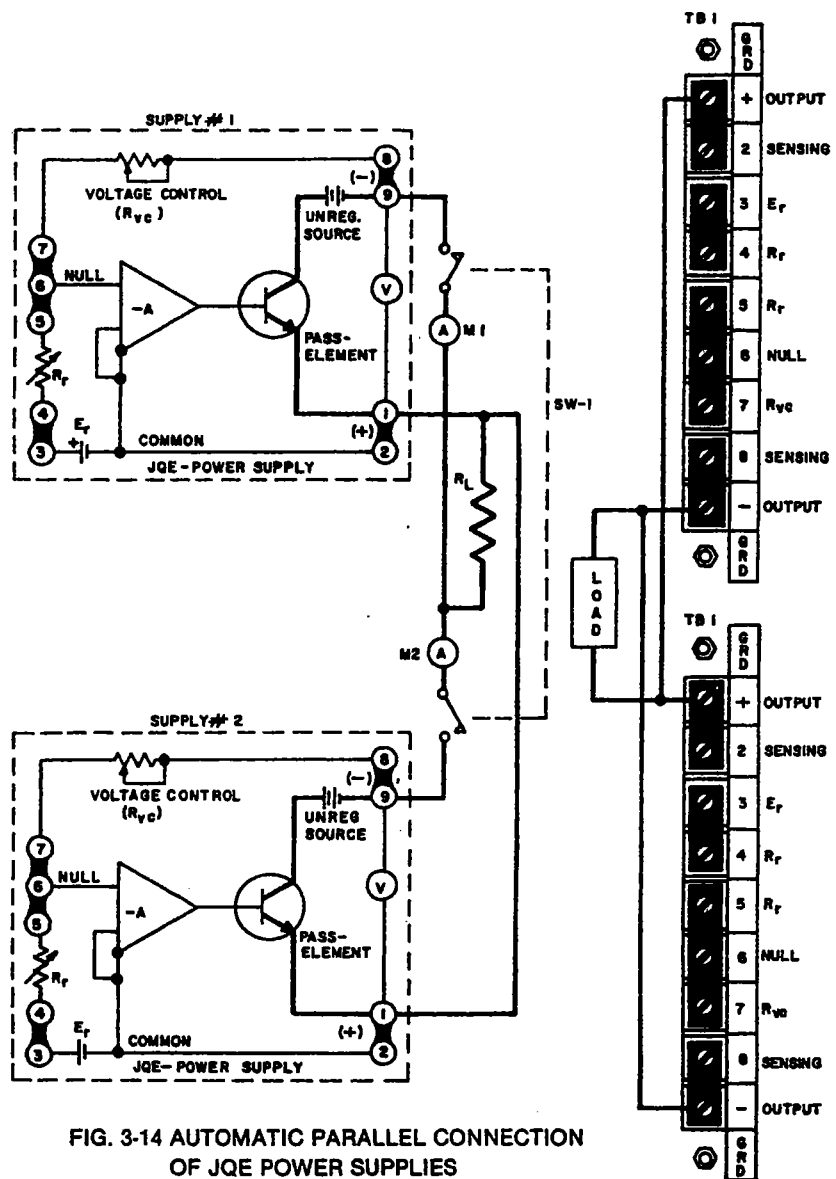 SUPPLY # 1
8
(-)
9
VOLTAGE CONTROL
(Rvc)
UNREG.
SOURCE
7
6
NULL
5
-A
V
PASS-
ELEMENT
Rr
4
Er
+
3
COMMON
1
(+)
2
JQE-POWER SUPPLY
A
M1
SW-1
RL
M2
A
SUPPLY # 2
8
(-)
9
VOLTAGE CONTROL
(Rvc)
UNREG
SOURCE
7
6
NULL
5
-A
V
PASS-
ELEMENT
Rr
4
Er
3
COMMON
1
(+)
2
JQE-POWER SUPPLY
TB1
GRD
+ OUTPUT
2 SENSING
3 Er
4 Rr
5 Rr
6 NULL
7 Rvc
8 SENSING
- OUTPUT
GRD
LOAD
TB1
GRD
+ OUTPUT
2 SENSING
3 Er
4 Rr
5 Rr
6 NULL
7 Rvc
8 SENSING
- OUTPUT
GRD
FIG. 3-14 AUTOMATIC PARALLEL CONNECTION
OF JQE POWER SUPPLIES